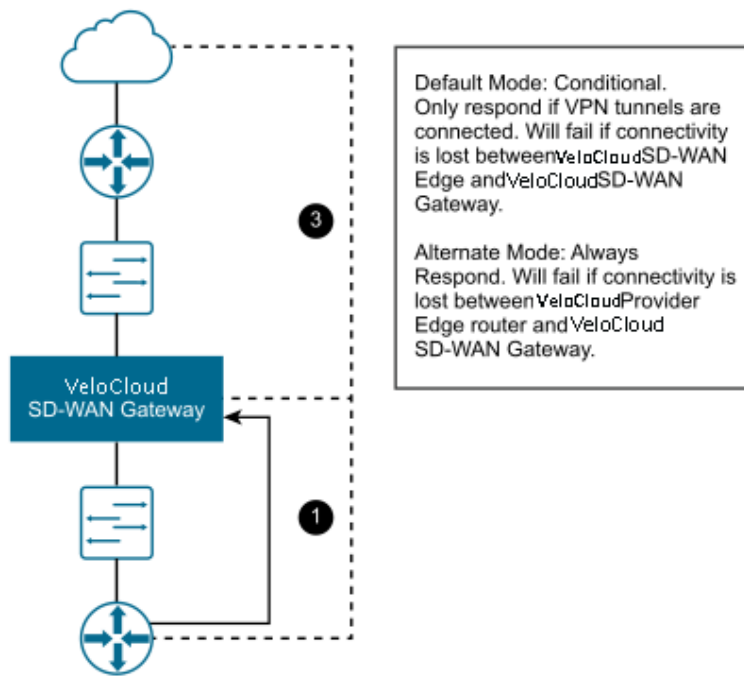 Default Mode: Conditional.
Only respond if VPN tunnels are
connected. Will fail if connectivity
is lost betweenVeloCloudSD-WAN
Edge andVeloCloudSD-WAN
Gateway.
3
Alternate Mode: Always
Respond. Will fail if connectivity is
lost betweenVeloCloudProvider
Edge router andVeloCloud
SD-WAN Gateway.
VeloCloud
SD-WAN Gateway
1